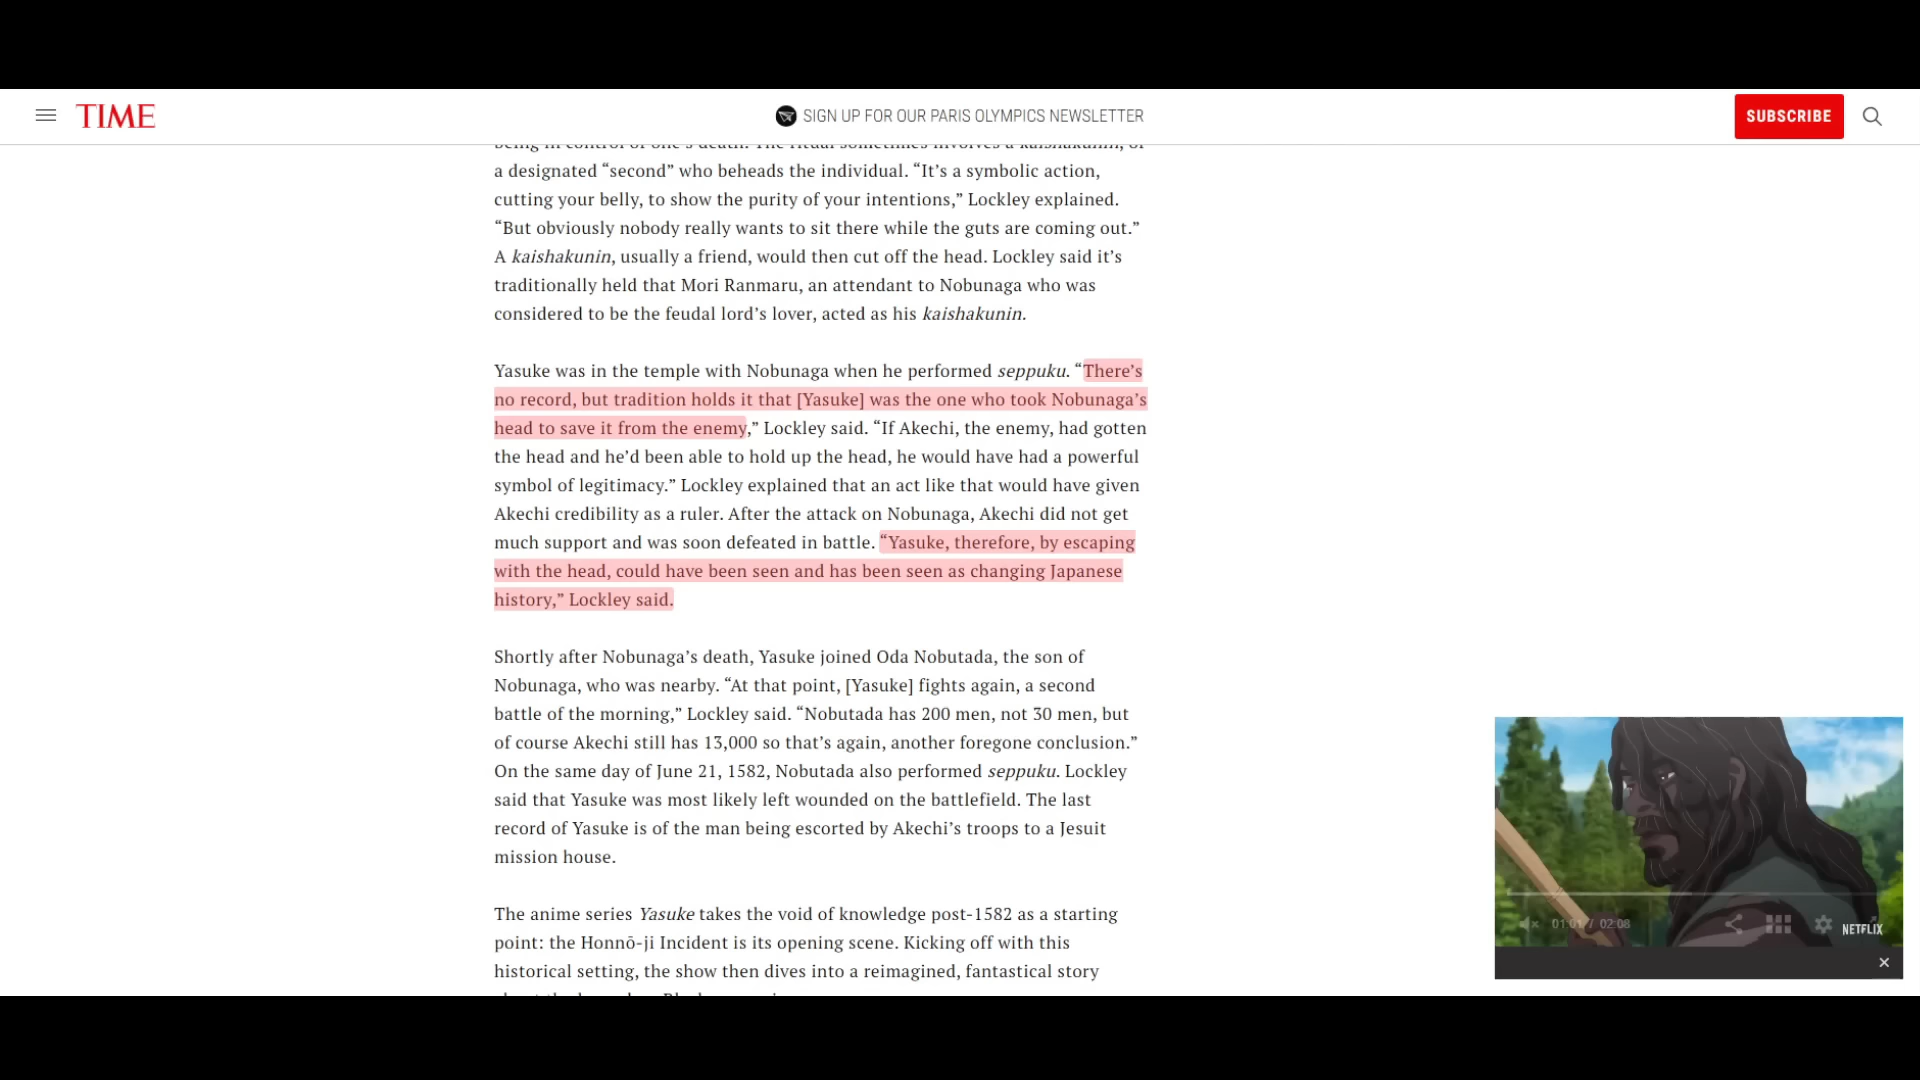 TIME
SIGN UP FOR OUR PARIS OLYMPICS NEWSLETTER
SUBSCRIBE
being in control of one's death. The ritual sometimes involves a kaishakunin, or
a designated “second” who beheads the individual. “It’s a symbolic action,
cutting your belly, to show the purity of your intentions,” Lockley explained.
“But obviously nobody really wants to sit there while the guts are coming out.”
A kaishakunin, usually a friend, would then cut off the head. Lockley said it’s
traditionally held that Mori Ranmaru, an attendant to Nobunaga who was
considered to be the feudal lord’s lover, acted as his kaishakunin.
Yasuke was in the temple with Nobunaga when he performed seppuku. “There’s
no record, but tradition holds it that [Yasuke] was the one who took Nobunaga’s
head to save it from the enemy,” Lockley said. “If Akechi, the enemy, had gotten
the head and he’d been able to hold up the head, he would have had a powerful
symbol of legitimacy.” Lockley explained that an act like that would have given
Akechi credibility as a ruler. After the attack on Nobunaga, Akechi did not get
much support and was soon defeated in battle. “Yasuke, therefore, by escaping
with the head, could have been seen and has been seen as changing Japanese
history,” Lockley said.
Shortly after Nobunaga’s death, Yasuke joined Oda Nobutada, the son of
Nobunaga, who was nearby. “At that point, [Yasuke] fights again, a second
battle of the morning,” Lockley said. “Nobutada has 200 men, not 30 men, but
of course Akechi still has 13,000 so that’s again, another foregone conclusion.”
On the same day of June 21, 1582, Nobutada also performed seppuku. Lockley
said that Yasuke was most likely left wounded on the battlefield. The last
record of Yasuke is of the man being escorted by Akechi’s troops to a Jesuit
mission house.
The anime series Yasuke takes the void of knowledge post-1582 as a starting
point: the Honnō-ji Incident is its opening scene. Kicking off with this
historical setting, the show then dives into a reimagined, fantastical story
01:01 / 02:08
NETFLIX